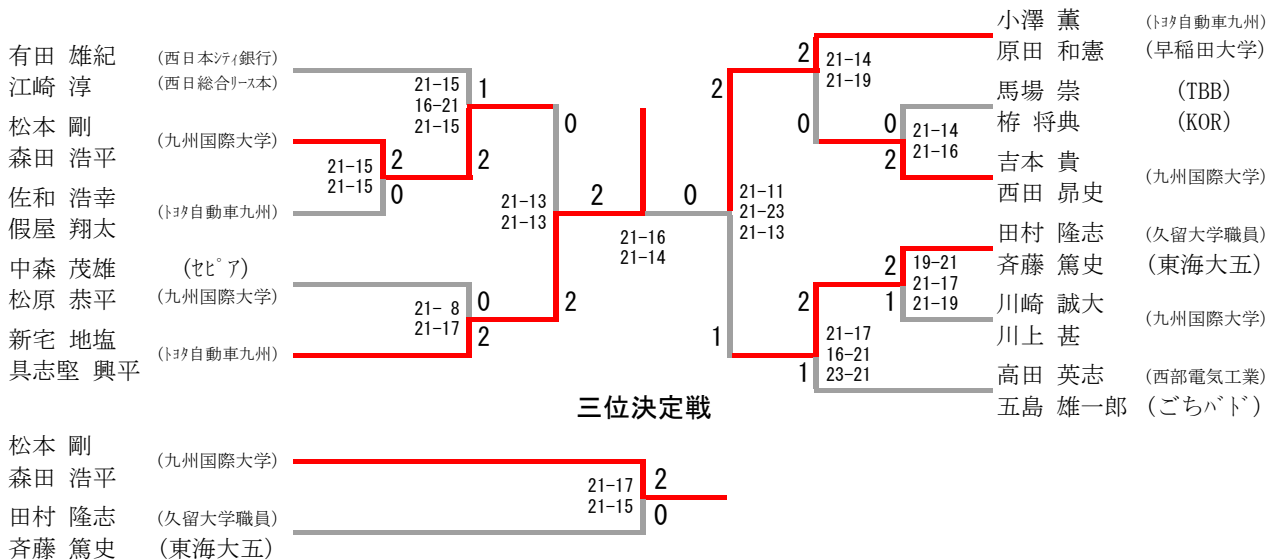 有田 雄紀 (西日本シティ銀行)
江崎 淳 (西日総合リース本)
松本 剛
(九州国際大学)
森田 浩平
佐和 浩幸
(トヨタ自動車九州)
假屋 翔太
中森 茂雄 (セピア)
松原 恭平 (九州国際大学)
新宅 地塩
(トヨタ自動車九州)
具志堅 興平
21-15
16-21
21-15
1
2
21-15
21-15
2
0
21- 8
21-17
0
2
21-13
21-13
0
2
2
0
21-16
21-14
小澤 薫 (トヨタ自動車九州)
原田 和憲 (早稲田大学)
馬場 崇 (TBB)
栫 将典 (KOR)
吉本 貴
(九州国際大学)
西田 昴史
田村 隆志 (久留大学職員)
斉藤 篤史 (東海大五)
川崎 誠大
(九州国際大学)
川上 甚
高田 英志 (西部電気工業)
五島 雄一郎 (ごちバド)
2
0
21-14
21-19
0
2
21-14
21-16
2
1
21-11
21-23
21-13
2
1
19-21
21-17
21-19
2
1
21-17
16-21
23-21
三位決定戦
松本 剛
(九州国際大学)
森田 浩平
田村 隆志 (久留大学職員)
斉藤 篤史 (東海大五)
21-17
21-15
2
0